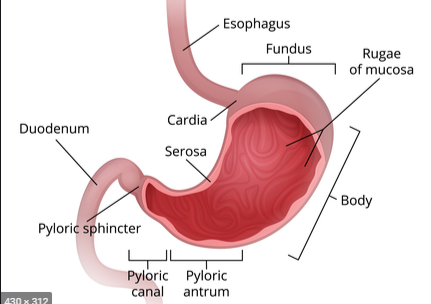 Esophagus
Fundus
Rugae
of mucosa
Cardia
Duodenum
Serosa
Body
Pyloric sphincter
Pyloric
canal
Pyloric
antrum
430 × 312